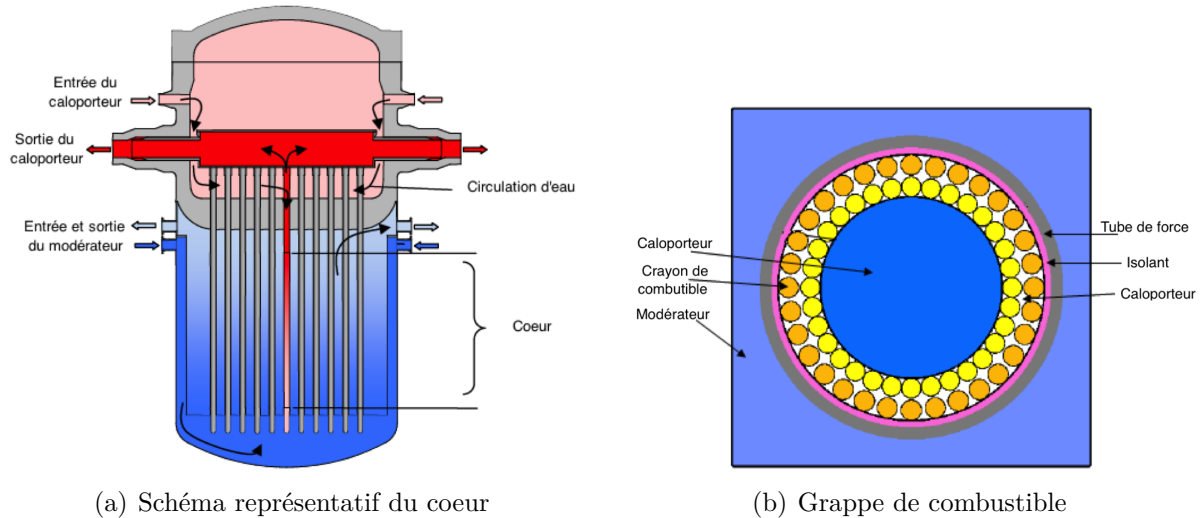 Entrée du
caloporteur
Sortie du
caloporteur
Circulation d'eau
Entrée et sortie
du modérateur
Coeur
(a) Schéma représentatif du coeur
Tube de force
Caloporteur
Isolant
Crayon de
combutible
Caloporteur
Modérateur
(b) Grappe de combustible